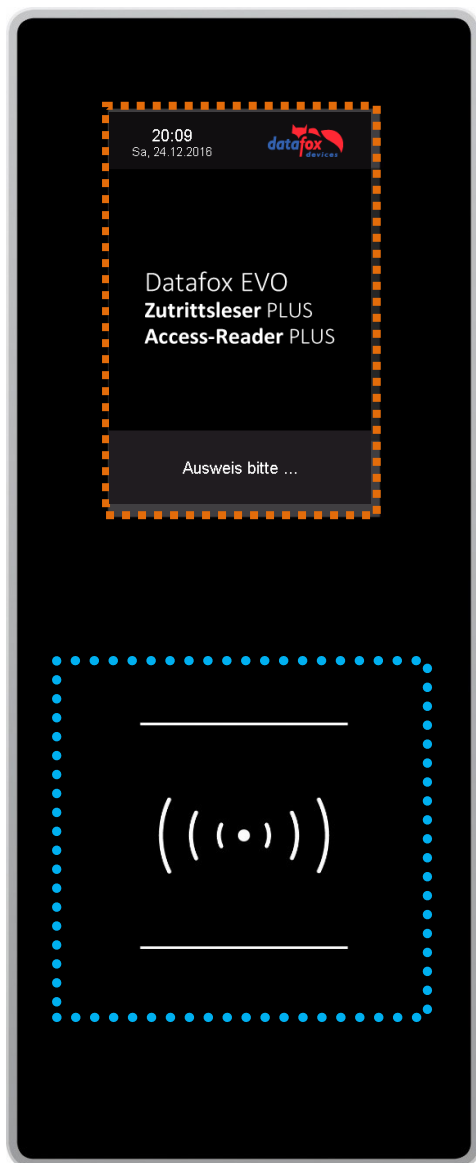 20:09
Sa, 24.12.2016
datafox
devices
Datafox EVO
Zutrittsleser PLUS
Access-Reader PLUS
Ausweis bitte ...